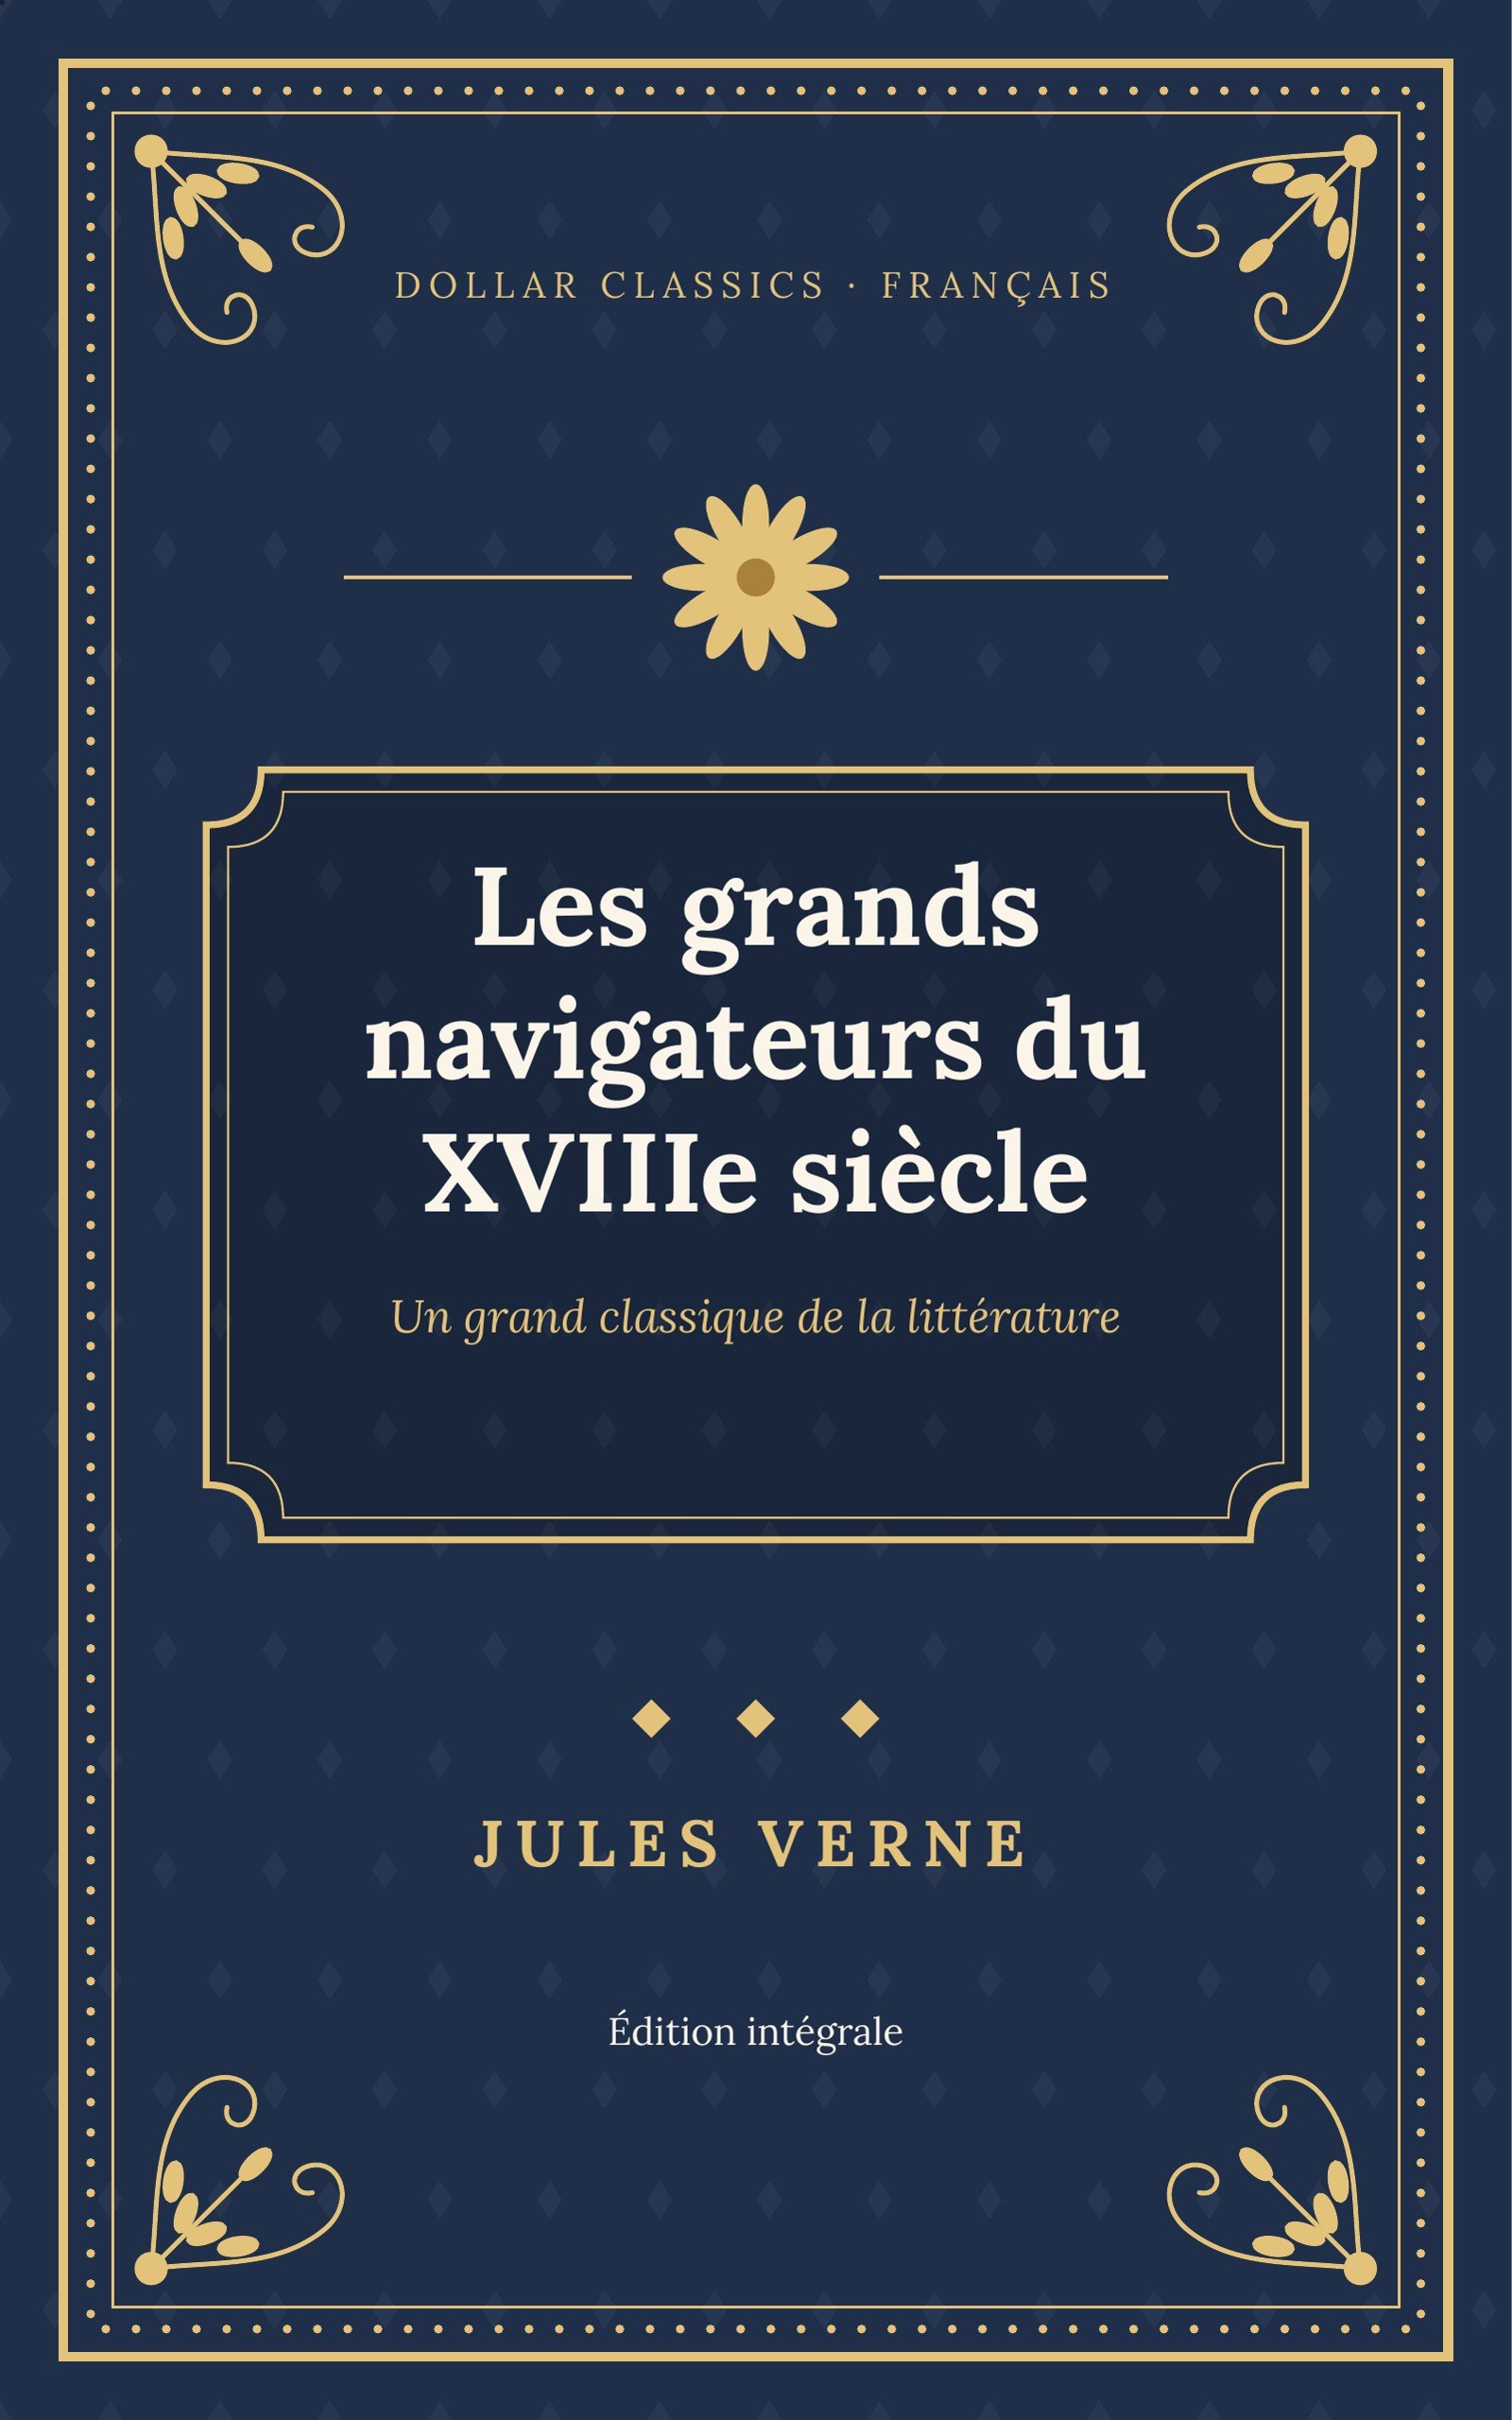 DOLLAR CLASSICS · FRANÇAIS
Les grands
navigateurs du
XVIIIe siècle
Un grand classique de la littérature
JULES VERNE
Édition intégrale